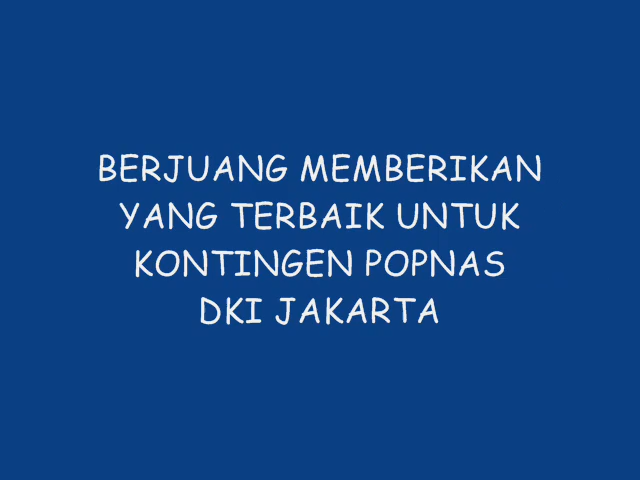 BERJUANG MEMBERIKAN
YANG TERBAIK UNTUK
KONTINGEN POPNAS
DKI JAKARTA